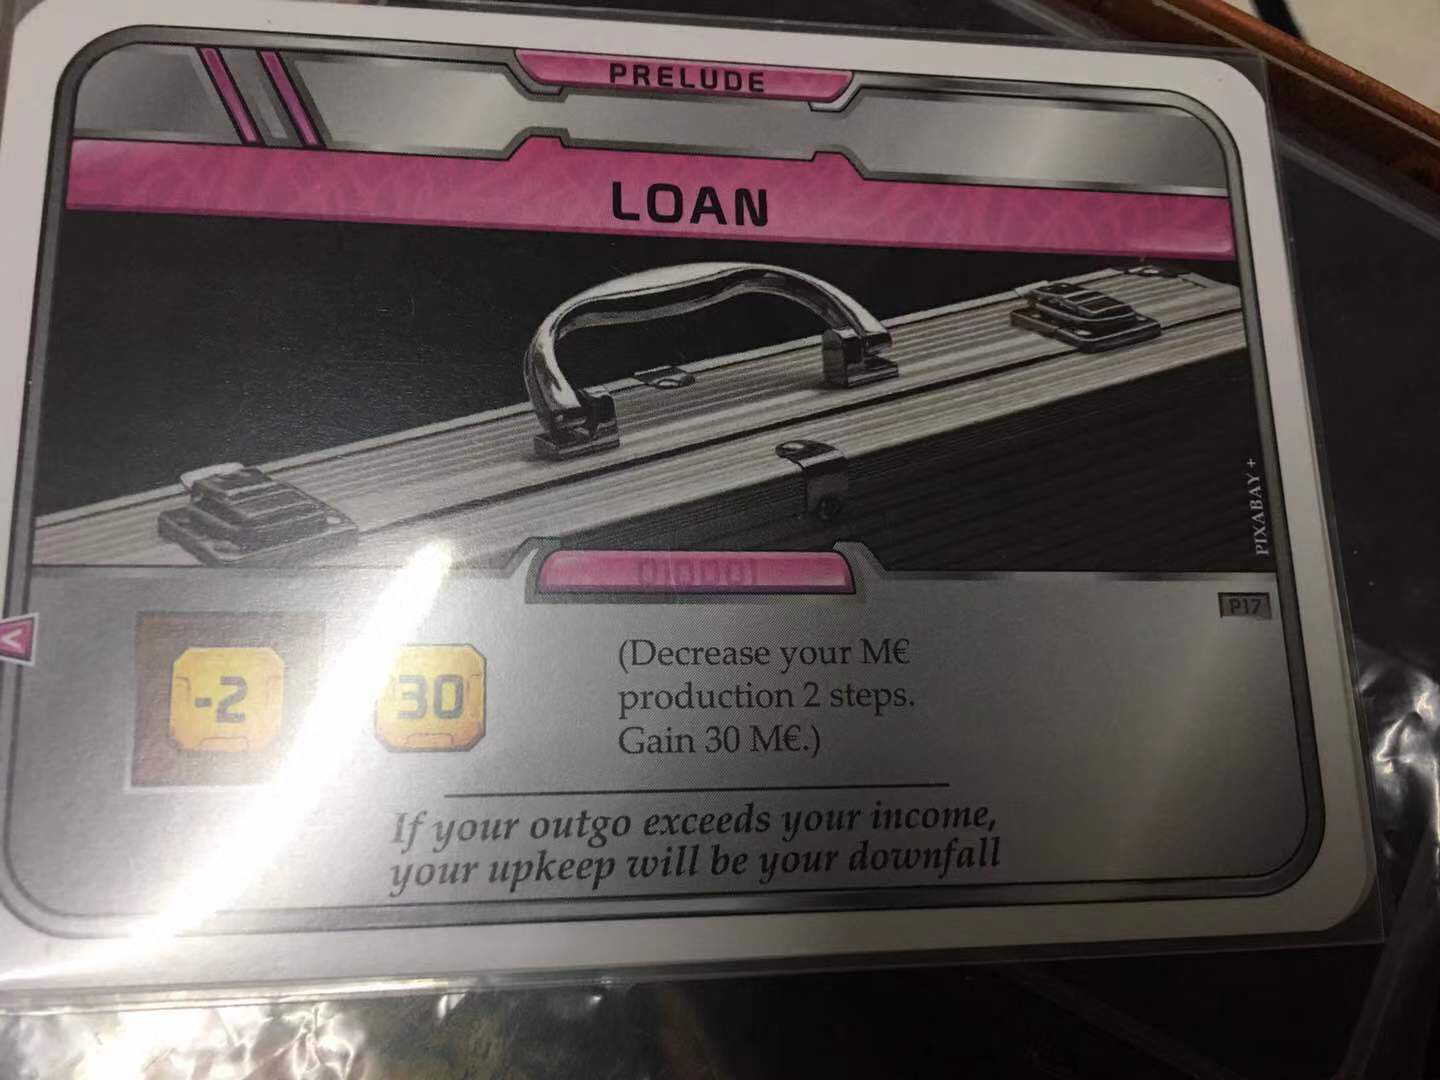 PRELUDE
LOAN
PIXABAY +
P17
-2
30
(Decrease your M€
production 2 steps.
Gain 30 M€.)
If your outgo exceeds your income,
your upkeep will be your downfall